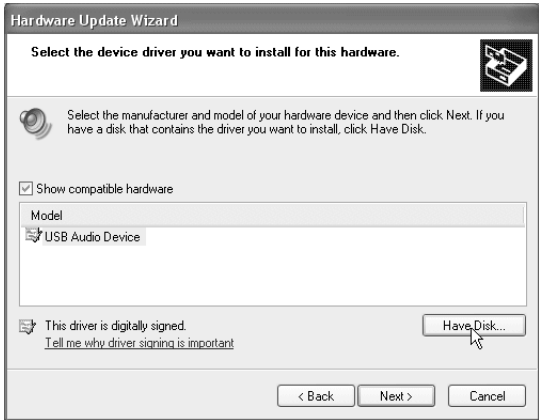 Hardware Update Wizard
Select the device driver you want to install for this hardware.
Select the manufacturer and model of your hardware device and then click Next. If you
have a disk that contains the driver you want to install, click Have Disk.
Show compatible hardware
Model
USB Audio Device
This driver is digitally signed.
Tell me why driver signing is important
Have Disk...
< Back
Next >
Cancel